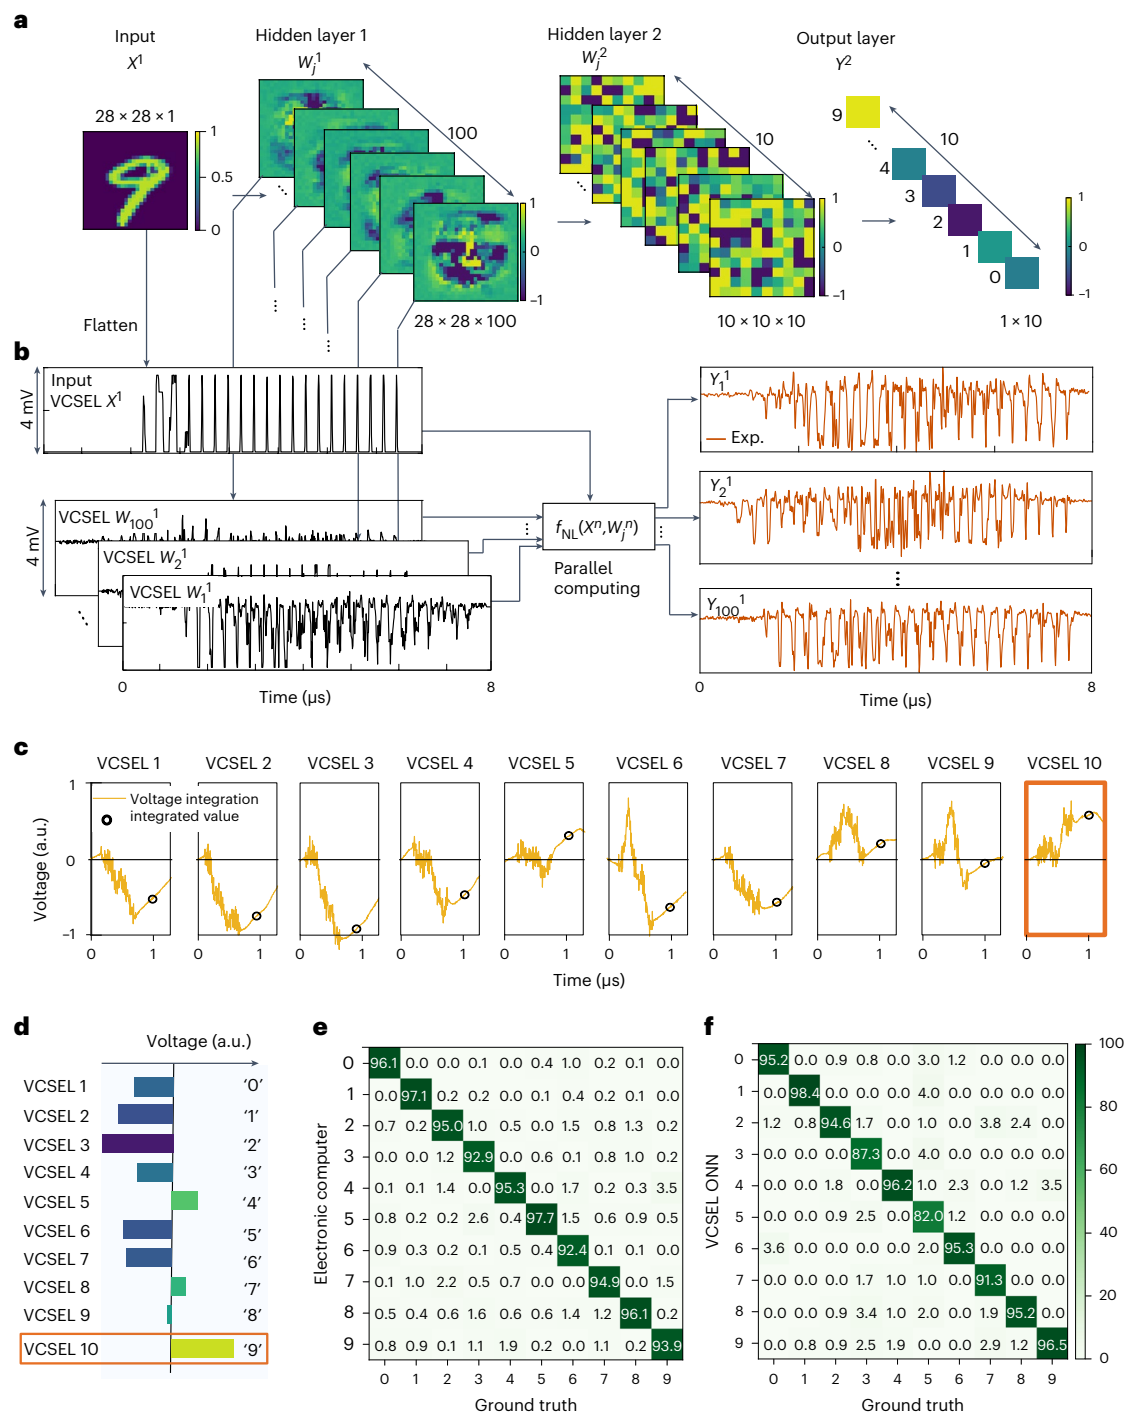 a
Input
X¹
Hidden layer 1
Wⱼ¹
Hidden layer 2
Wⱼ²
Output layer
Y²
28 × 28 × 1
1
0.5
0
100
1
0
−1
28 × 28 × 100
10
1
0
−1
10 × 10 × 10
9
4
3
2
1
0
10
1
0
−1
1 × 10
Flatten
b
4 mV
Input
VCSEL X¹
4 mV
VCSEL W₁₀₀¹
VCSEL W₂¹
VCSEL W₁¹
0
8
Time (µs)
f_NL(Xⁿ,Wⱼⁿ)
Parallel
computing
Y₁¹
Exp.
Y₂¹
Y₁₀₀¹
0
8
Time (µs)
c
VCSEL 1 VCSEL 2 VCSEL 3 VCSEL 4 VCSEL 5 VCSEL 6 VCSEL 7 VCSEL 8 VCSEL 9 VCSEL 10
Voltage (a.u.)
1
0
−1
Voltage integration
integrated value
0 1 0 1 0 1 0 1 0 1 0 1 0 1 0 1 0 1 0 1
Time (µs)
d
Voltage (a.u.)
VCSEL 1 ‘0’
VCSEL 2 ‘1’
VCSEL 3 ‘2’
VCSEL 4 ‘3’
VCSEL 5 ‘4’
VCSEL 6 ‘5’
VCSEL 7 ‘6’
VCSEL 8 ‘7’
VCSEL 9 ‘8’
VCSEL 10 ‘9’
e
Electronic computer
0 96.1 0.0 0.0 0.1 0.0 0.4 1.0 0.2 0.1 0.0
1 0.0 97.1 0.2 0.2 0.0 0.1 0.4 0.2 0.1 0.1
2 0.7 0.2 95.0 1.0 0.5 0.1 1.5 0.8 1.3 0.2
3 0.0 0.0 1.2 92.9 0.0 0.6 0.1 0.8 1.0 0.2
4 0.1 0.1 1.4 0.1 95.3 0.0 1.7 0.2 0.3 3.5
5 0.8 0.2 0.2 2.6 0.4 97.7 1.5 0.6 0.9 0.5
6 0.9 0.3 0.2 0.1 0.5 0.4 92.4 0.1 0.1 0.0
7 0.1 1.0 2.2 0.5 0.7 0.0 0.0 94.9 0.0 1.5
8 0.5 0.4 0.6 1.6 0.6 0.6 1.4 1.2 96.1 0.2
9 0.8 0.9 0.1 1.1 1.9 0.2 0.0 1.1 0.2 93.9
0 1 2 3 4 5 6 7 8 9
Ground truth
f
VCSEL ONN
0 95.2 0.0 0.9 0.8 0.0 3.0 1.2 0.0 0.0 0.0
1 0.0 98.4 0.0 0.0 0.0 4.0 0.0 0.0 0.0 0.0
2 1.2 0.8 94.6 1.7 0.0 1.0 0.0 3.8 2.4 0.0
3 0.0 0.0 0.0 87.3 0.0 4.0 0.0 0.0 0.0 0.0
4 0.0 0.0 1.8 0.0 96.2 1.0 2.3 0.0 1.2 3.5
5 0.0 0.0 0.9 2.5 0.0 82.0 1.2 0.0 0.0 0.0
6 3.6 0.0 0.0 0.0 0.0 2.0 95.3 0.0 0.0 0.0
7 0.0 0.0 0.0 1.7 1.0 1.0 0.0 91.3 0.0 0.0
8 0.0 0.0 0.9 3.4 1.0 2.0 0.0 1.9 95.2 0.0
9 0.0 0.8 0.9 2.5 1.9 0.0 0.0 2.9 1.2 96.5
0 1 2 3 4 5 6 7 8 9
Ground truth
100
80
60
40
20
0